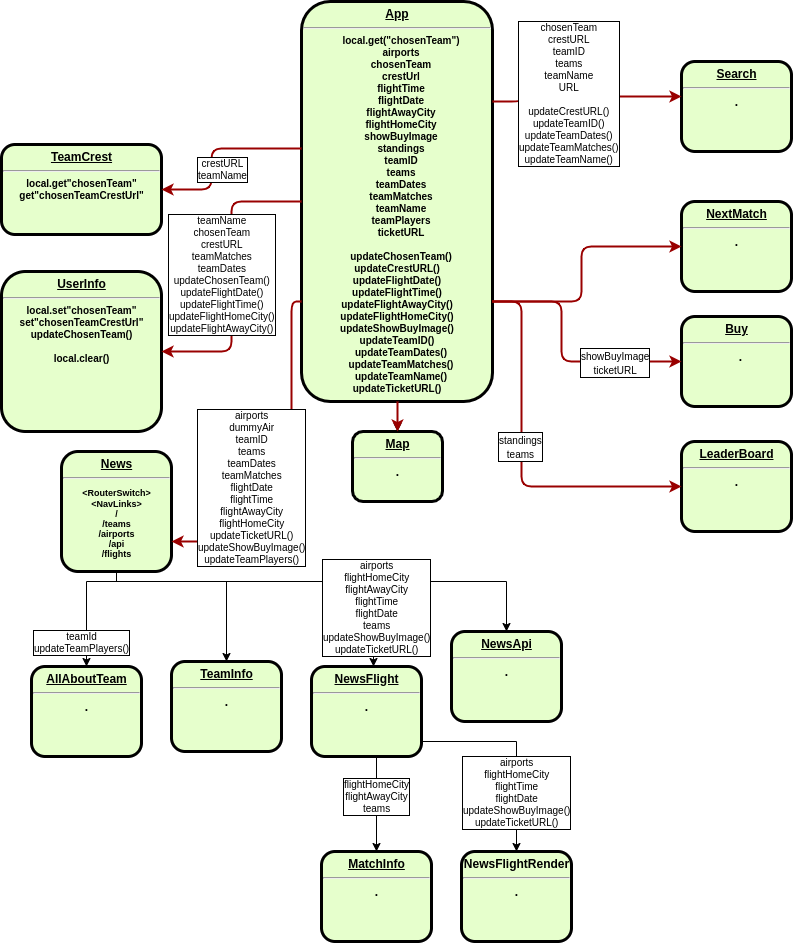 App
local.get("chosenTeam")
airports
chosenTeam
crestUrl
flightTime
flightDate
flightAwayCity
flightHomeCity
showBuyImage
standings
teamID
teams
teamDates
teamMatches
teamName
teamPlayers
ticketURL
updateChosenTeam()
updateCrestURL()
updateFlightDate()
updateFlightTime()
updateFlightAwayCity()
updateFlightHomeCity()
updateShowBuyImage()
updateTeamID()
updateTeamDates()
updateTeamMatches()
updateTeamName()
updateTicketURL()
chosenTeam
crestURL
teamID
teams
teamName
URL
updateCrestURL()
updateTeamID()
updateTeamDates()
updateTeamMatches()
updateTeamName()
Search
.
TeamCrest
local.get"chosenTeam"
get"chosenTeamCrestUrl"
crestURL
teamName
NextMatch
.
teamName
chosenTeam
crestURL
teamMatches
teamDates
updateChosenTeam()
updateFlightDate()
updateFlightTime()
updateFlightHomeCity()
updateFlightAwayCity()
UserInfo
local.set"chosenTeam"
set"chosenTeamCrestUrl"
updateChosenTeam()
local.clear()
Buy
.
showBuyImage
ticketURL
airports
dummyAir
teamID
teams
teamDates
teamMatches
flightDate
flightTime
flightAwayCity
flightHomeCity
updateTicketURL()
updateShowBuyImage()
updateTeamPlayers()
Map
.
standings
teams
LeaderBoard
.
News
<RouterSwitch>
<NavLinks>
/
/teams
/airports
/api
/flights
airports
flightHomeCity
flightAwayCity
flightTime
flightDate
teams
updateShowBuyImage()
updateTicketURL()
teamId
updateTeamPlayers()
AllAboutTeam
.
TeamInfo
.
NewsFlight
.
NewsApi
.
flightHomeCity
flightAwayCity
teams
airports
flightHomeCity
flightTime
flightDate
updateShowBuyImage()
updateTicketURL()
MatchInfo
.
NewsFlightRender
.